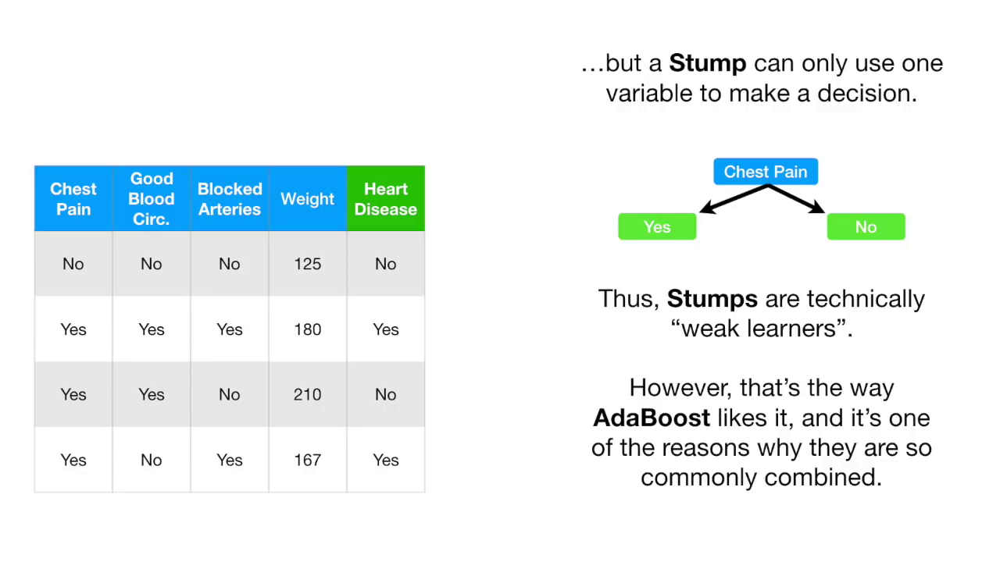 …but a Stump can only use one
variable to make a decision.
Chest Pain
Yes No
Thus, Stumps are technically
“weak learners”.
However, that’s the way
AdaBoost likes it, and it’s one
of the reasons why they are so
commonly combined.
Chest Pain Good Blood Circ. Blocked Arteries Weight Heart Disease
No No No 125 No
Yes Yes Yes 180 Yes
Yes Yes No 210 No
Yes No Yes 167 Yes